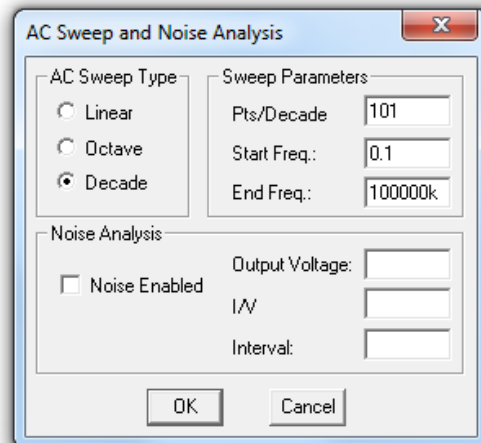 AC Sweep and Noise Analysis
AC Sweep Type
Linear
Octave
Decade
Sweep Parameters
Pts/Decade 101
Start Freq.: 0.1
End Freq.: 100000k
Noise Analysis
Noise Enabled
Output Voltage:
I/V
Interval:
OK Cancel